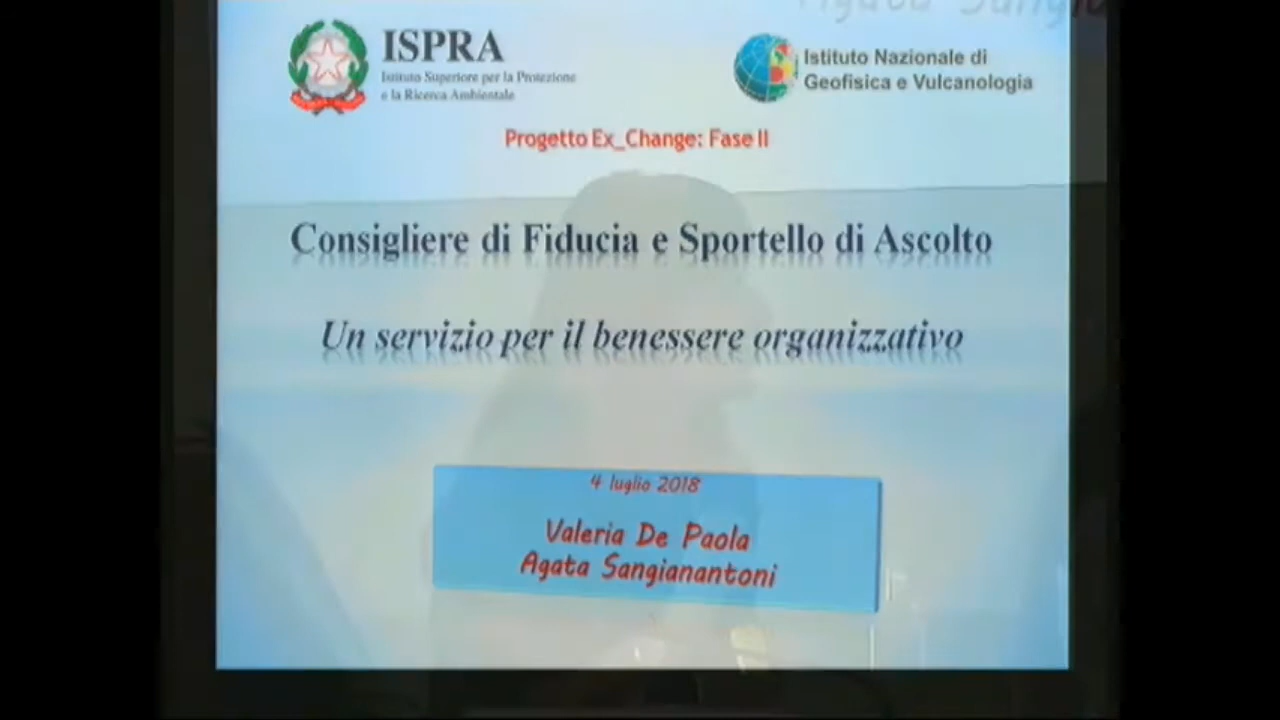 Agata Sangia
ISPRA
Istituto Superiore per la Protezione
e la Ricerca Ambientale
Istituto Nazionale di
Geofisica e Vulcanologia
Progetto Ex_Change: Fase II
Consigliere di Fiducia e Sportello di Ascolto
Un servizio per il benessere organizzativo
4 luglio 2018
Valeria De Paola
Agata Sangianantoni